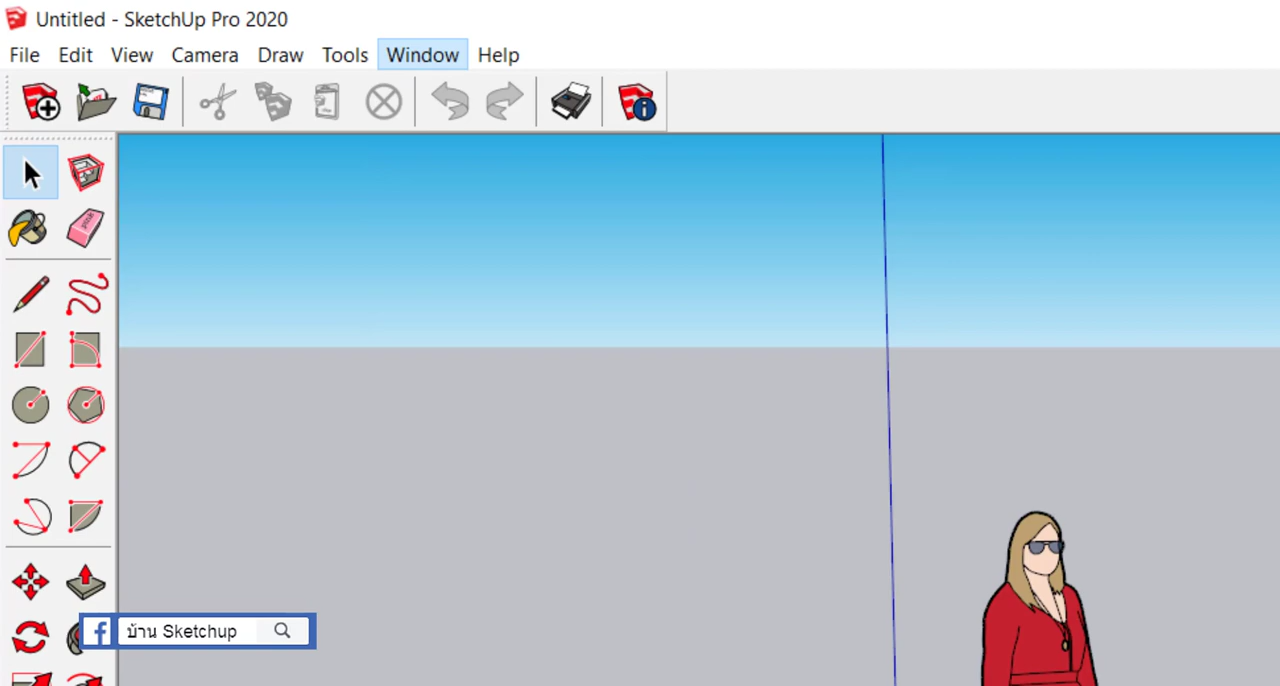 Untitled - SketchUp Pro 2020
File Edit View Camera Draw Tools Window Help
บ้าน Sketchup